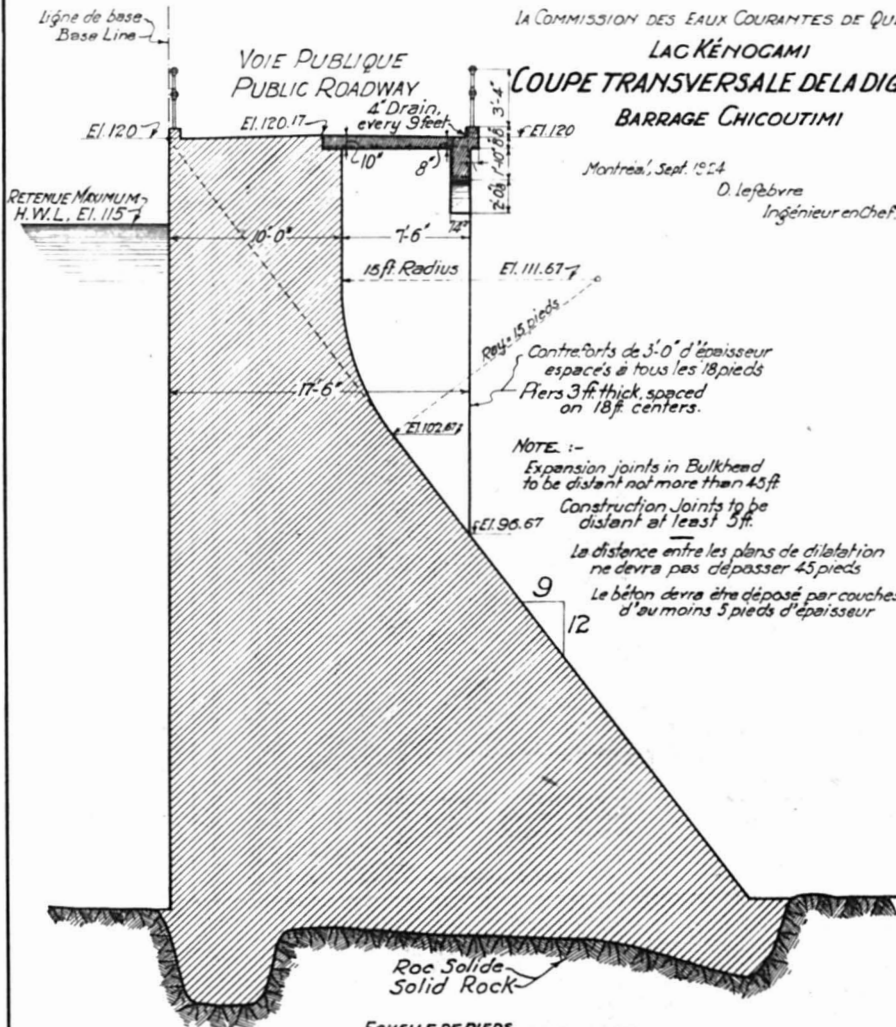 Ligne de base
Base Line
LA COMMISSION DES EAUX COURANTES DE
LAC KÉNOGAMI
COUPE TRANSVERSALE DE LA
BARRAGE CHICOUTIMI
Montréal, Sept. 1924
D. lefebvre
Ingénieur en Chef
VOIE PUBLIQUE
PUBLIC ROADWAY
4" Drain,
every 9 feet
3'-4"
El. 120
El. 120.17
El. 120
10"
8"
1'-10"
RETENUE MAXIMUM
H.W.L., El. 115
10'-0"
7'-6"
15 ft. Radius
El. 111.67
Ray = 15 pieds
Contreforts de 3'-0" d'épaisseur
espacés à tous les 18 pieds
Piers 3 ft. thick, spaced
on 18 ft. centers.
17'-6"
El. 102.67
NOTE :-
Expansion joints in Bulkhead
to be distant not more than 45 ft.
Construction Joints to be
distant at least 5 ft.
El. 96.67
La distance entre les plans de dilatation
ne devra pas dépasser 45 pieds
Le béton devra être déposé par couches
d'au moins 5 pieds d'épaisseur
9
12
Roc Solide
Solid Rock
ECHELLE DE PIEDS